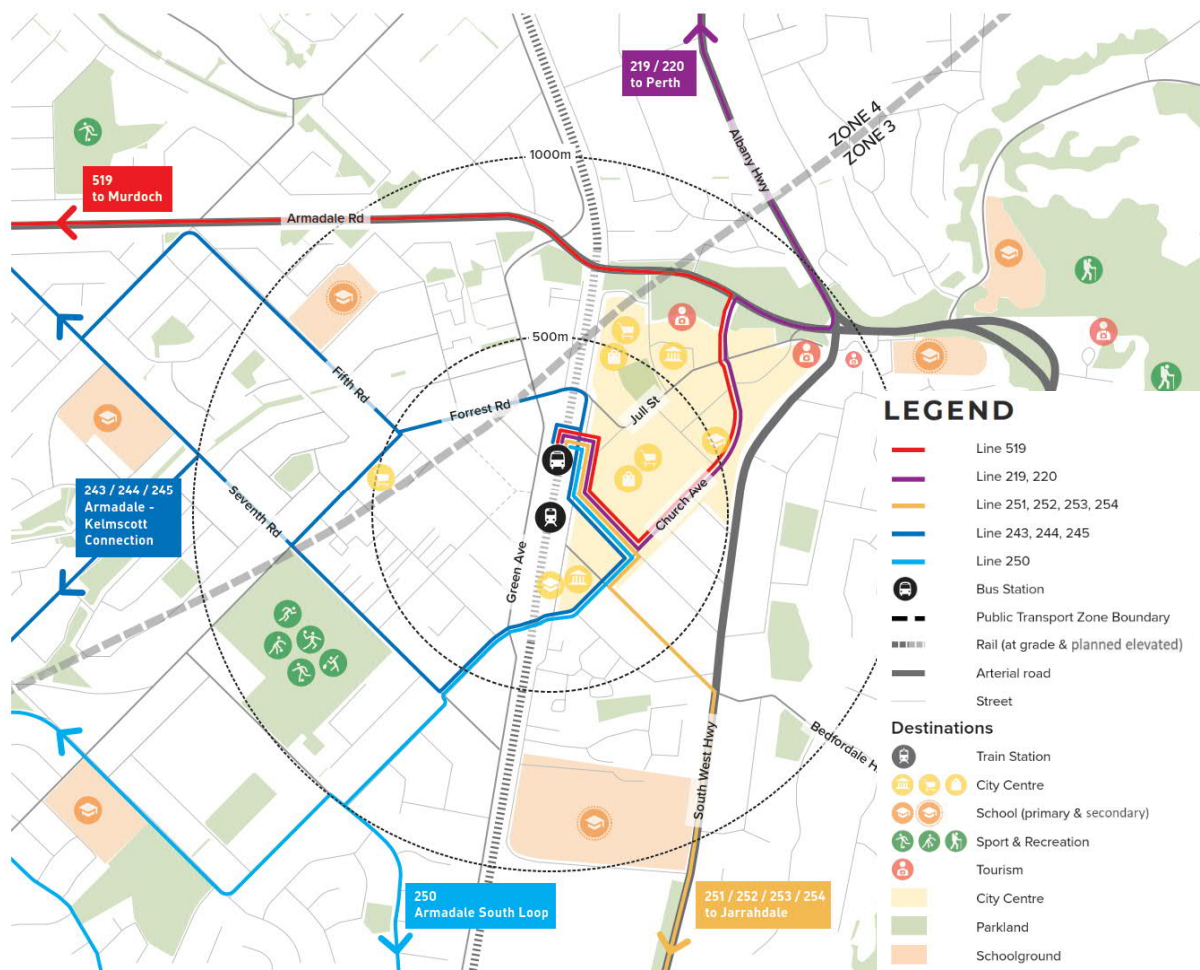 219 / 220
to Perth
ZONE 4
ZONE 3
1000m
Albany Hwy
519
to Murdoch
Armadale Rd
500m
Fifth Rd
Forrest Rd
Jull St
Church Ave
243 / 244 / 245
Armadale -
Kelmscott
Connection
Seventh Rd
Green Ave
South West Hwy
Bedfordale H
250
Armadale South Loop
251 / 252 / 253 / 254
to Jarrahdale
LEGEND
Line 519
Line 219, 220
Line 251, 252, 253, 254
Line 243, 244, 245
Line 250
Bus Station
Public Transport Zone Boundary
Rail (at grade & planned elevated)
Arterial road
Street
Destinations
Train Station
City Centre
School (primary & secondary)
Sport & Recreation
Tourism
City Centre
Parkland
Schoolground